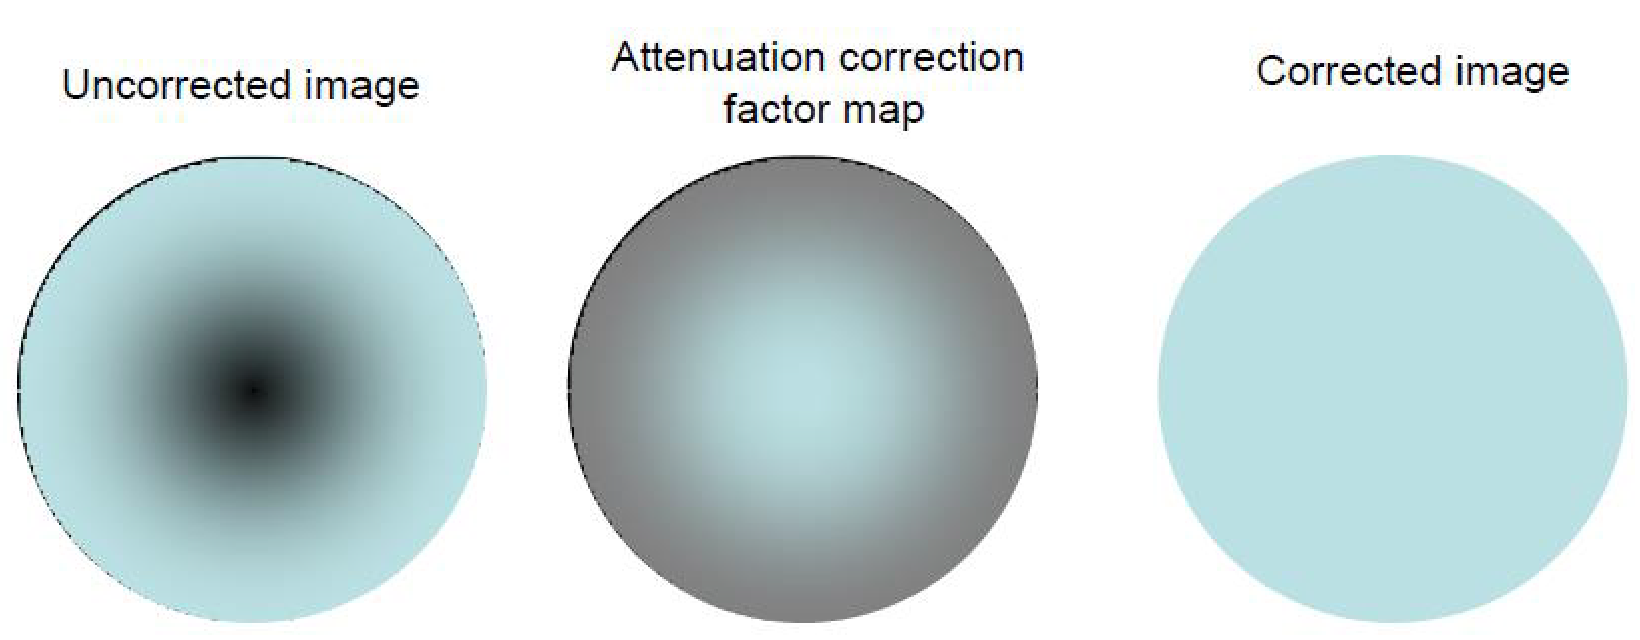 Uncorrected image
Attenuation correction
factor map
Corrected image